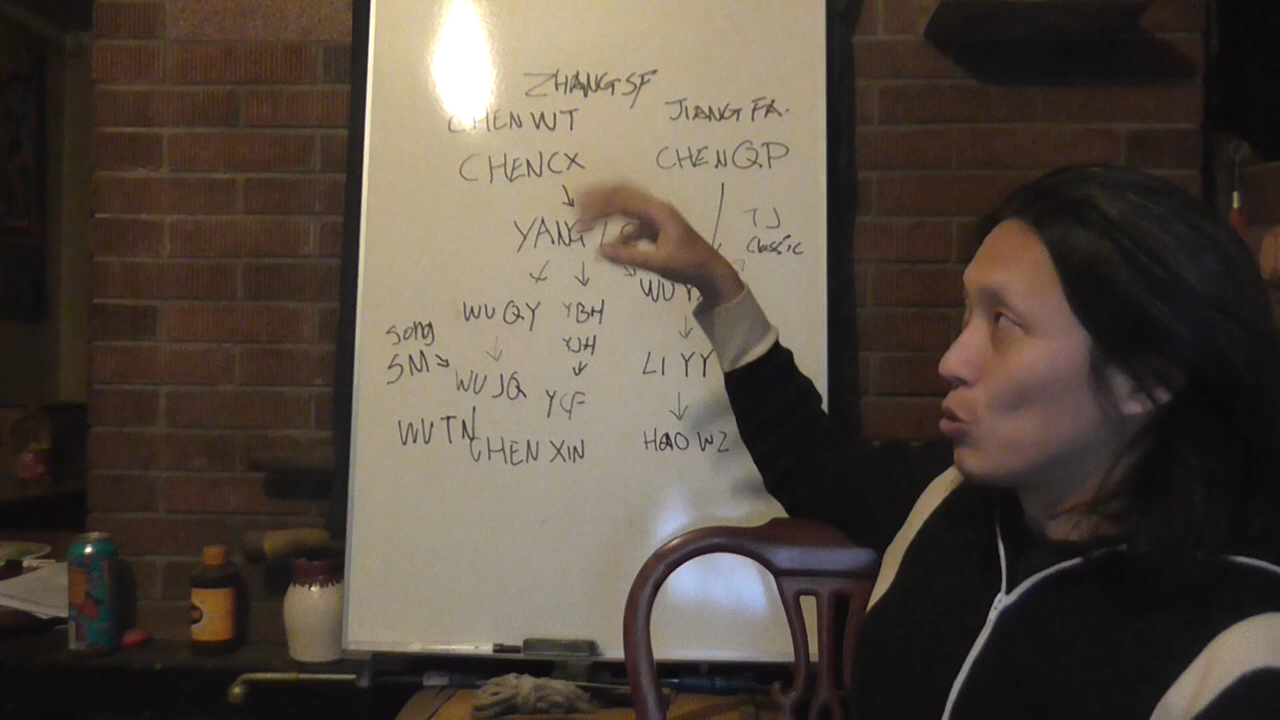 ZHANG SF
CHEN WT JIANG FA.
CHEN CX CHEN QP
YANG TJ
Classic
WU QY YBH WU
Song YJH
SM WU JQ LI YY
YCF
WU TN CHEN XIN HAO WZ